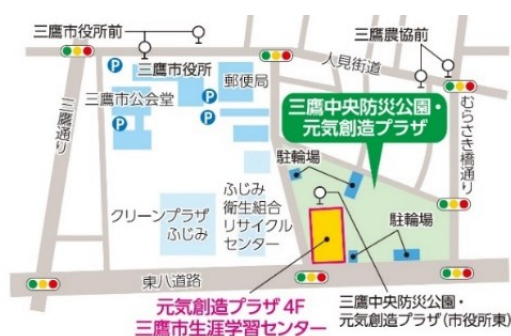 三鷹市役所前
三鷹農協前
人見街道
三鷹市役所
郵便局
三鷹市公会堂
三鷹通り
むらさき橋通り
三鷹中央防災公園・
元気創造プラザ
駐輪場
ふじみ
衛生組合
リサイクル
センター
クリーンプラザ
ふじみ
駐輪場
東八道路
元気創造プラザ 4F
三鷹市生涯学習センター
三鷹中央防災公園・
元気創造プラザ(市役所東)
P
P
P
P